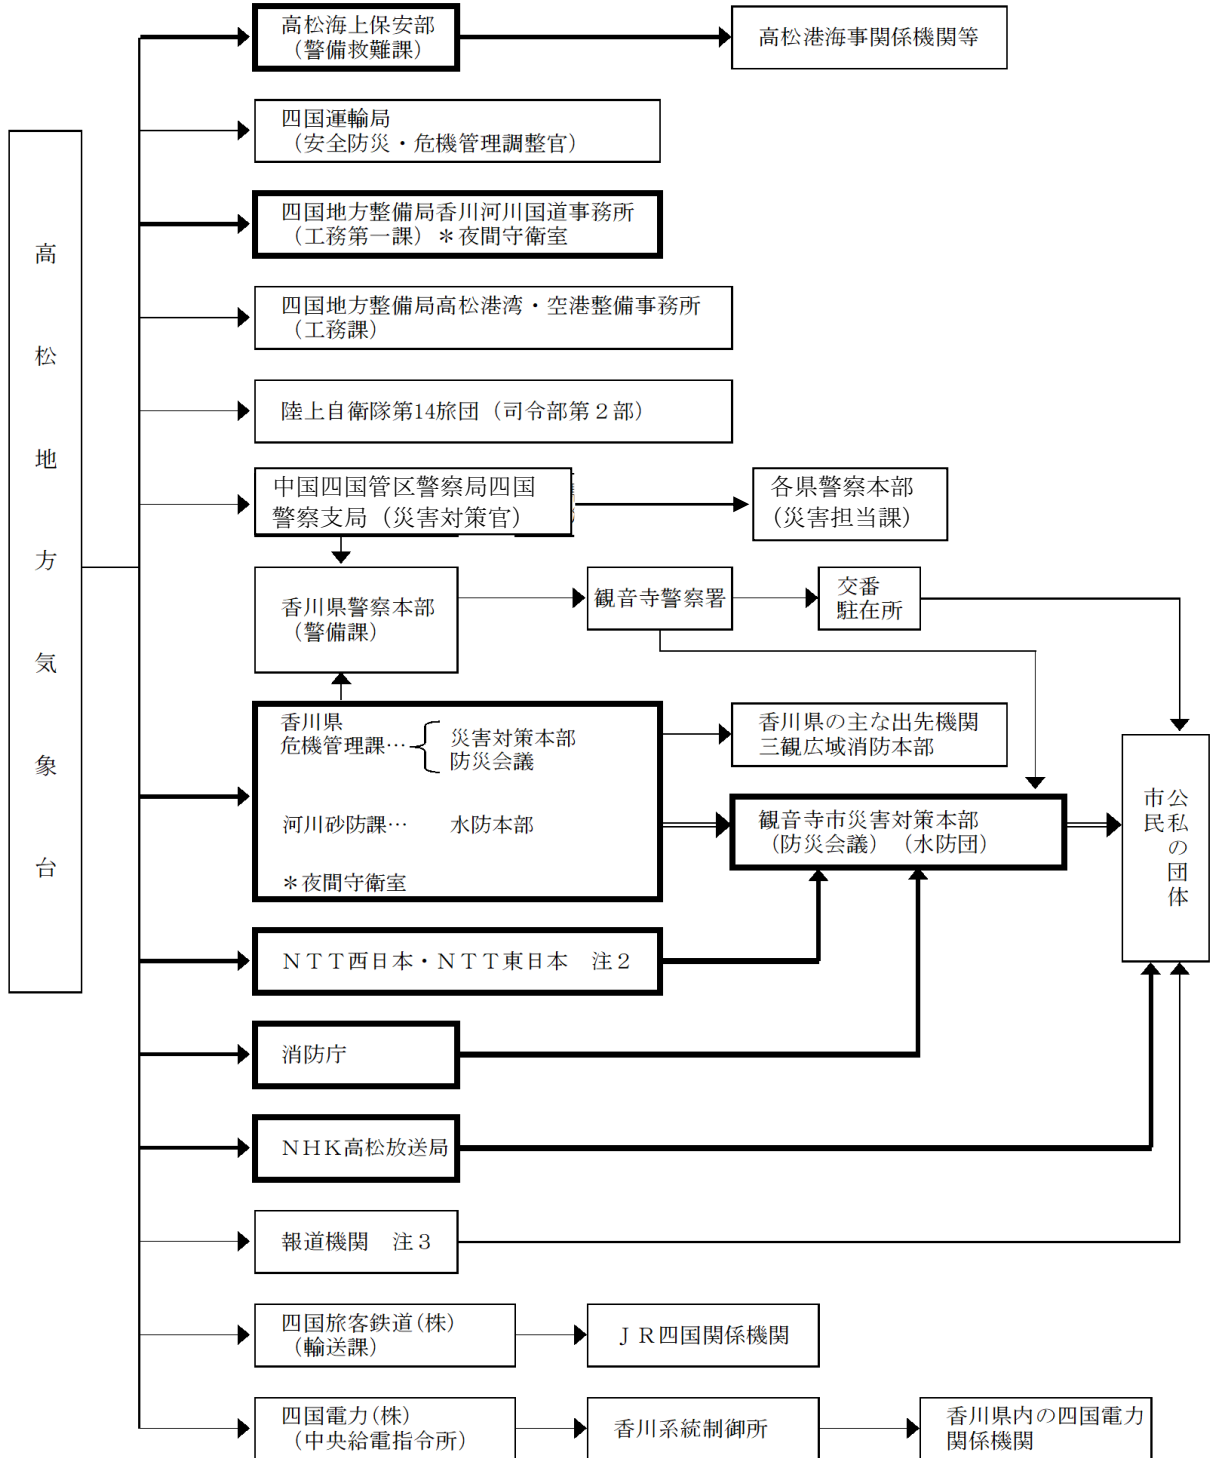 高松地方気象台
高松海上保安部
（警備救難課）
高松港海事関係機関等
四国運輸局
（安全防災・危機管理調整官）
四国地方整備局香川河川国道事務所
（工務第一課）＊夜間守衛室
四国地方整備局高松港湾・空港整備事務所
（工務課）
陸上自衛隊第14旅団（司令部第２部）
中国四国管区警察局四国
警察支局（災害対策官）
各県警察本部
（災害担当課）
香川県警察本部
（警備課）
観音寺警察署
交番
駐在所
香川県
危機管理課…
災害対策本部
防災会議
河川砂防課…　水防本部
＊夜間守衛室
香川県の主な出先機関
三観広域消防本部
観音寺市災害対策本部
（防災会議）（水防団）
公私の団体
市民
ＮＴＴ西日本・ＮＴＴ東日本　注２
消防庁
ＮＨＫ高松放送局
報道機関　注３
四国旅客鉄道(株)
（輸送課）
ＪＲ四国関係機関
四国電力(株)
（中央給電指令所）
香川系統制御所
香川県内の四国電力
関係機関